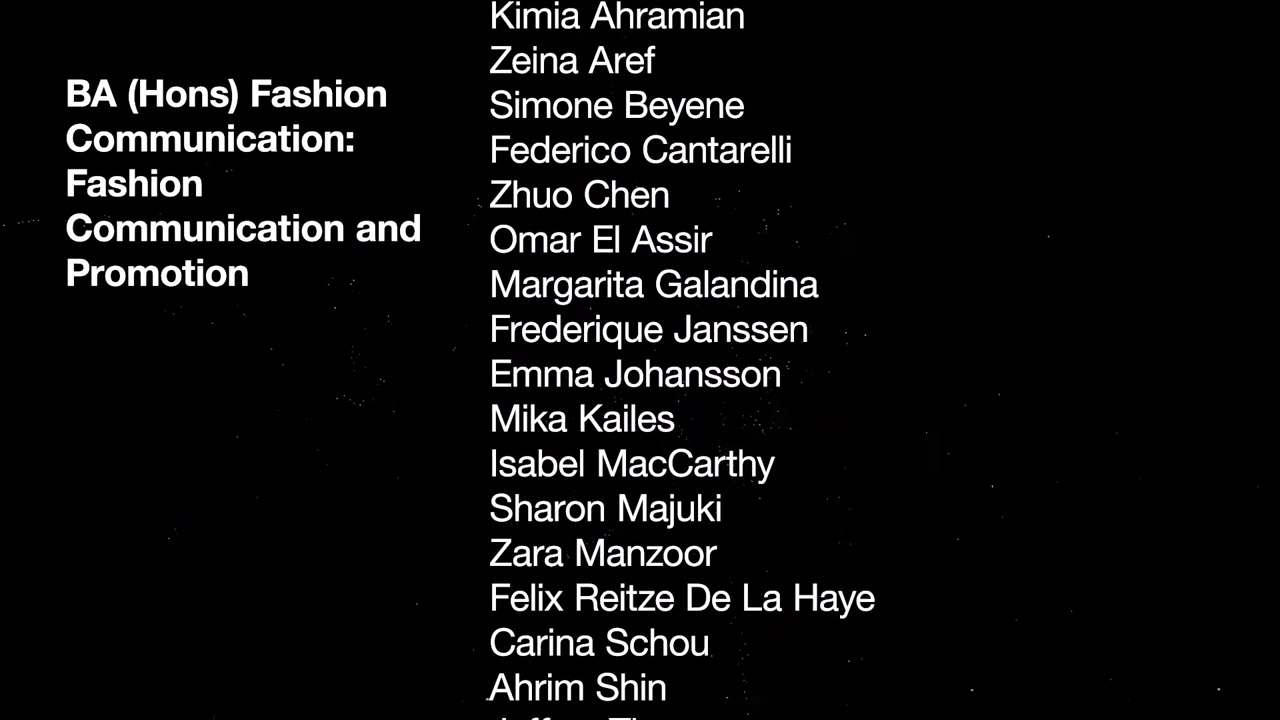 BA (Hons) Fashion
Communication:
Fashion
Communication and
Promotion
Kimia Ahramian
Zeina Aref
Simone Beyene
Federico Cantarelli
Zhuo Chen
Omar El Assir
Margarita Galandina
Frederique Janssen
Emma Johansson
Mika Kailes
Isabel MacCarthy
Sharon Majuki
Zara Manzoor
Felix Reitze De La Haye
Carina Schou
Ahrim Shin